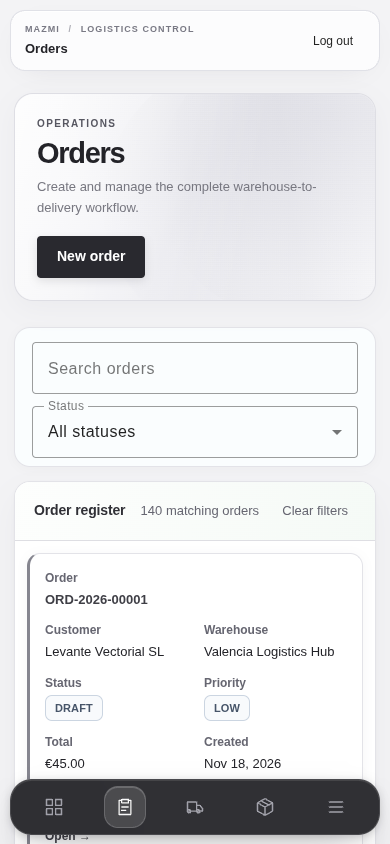 MAZMI / LOGISTICS CONTROL
Orders
Log out
OPERATIONS
Orders
Create and manage the complete warehouse-to-
delivery workflow.
New order
Search orders
Status
All statuses
Order register 140 matching orders Clear filters
Order
ORD-2026-00001
Customer Warehouse
Levante Vectorial SL Valencia Logistics Hub
Status Priority
DRAFT LOW
Total Created
€45.00 Nov 18, 2026
Open →